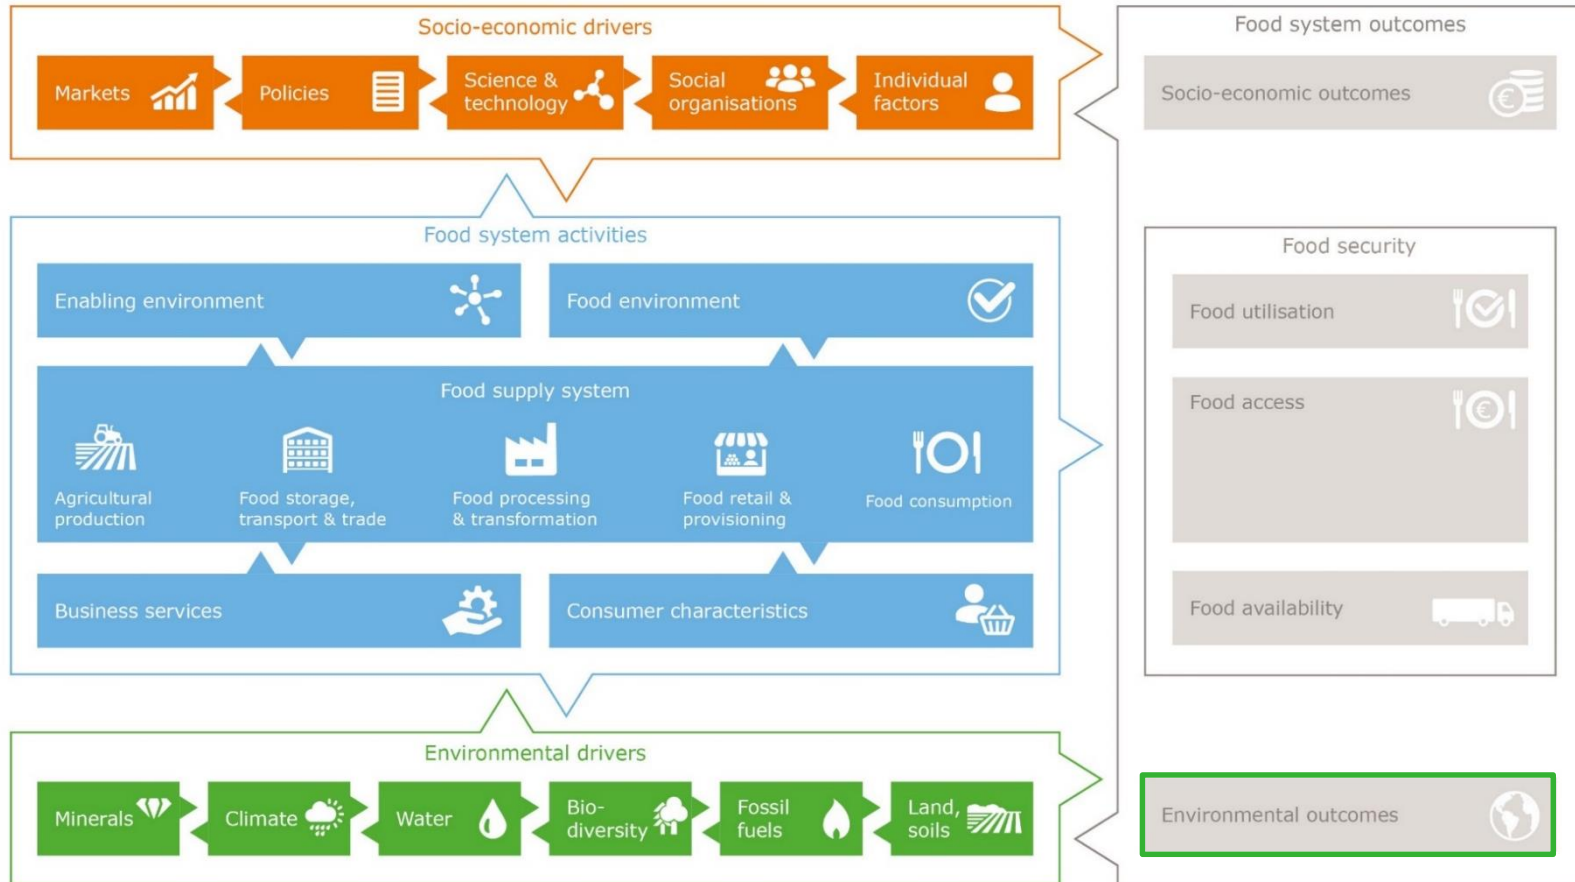 Socio-economic drivers
Markets
Policies
Science &
technology
Social
organisations
Individual
factors
Food system outcomes
Socio-economic outcomes
€
Food system activities
Enabling environment
Food environment
Food supply system
Agricultural
production
Food storage,
transport & trade
Food processing
& transformation
Food retail &
provisioning
Food consumption
Business services
Consumer characteristics
Food security
Food utilisation
Food access
€
Food availability
Environmental drivers
Minerals
Climate
Water
Bio-
diversity
Fossil
fuels
Land,
soils
Environmental outcomes